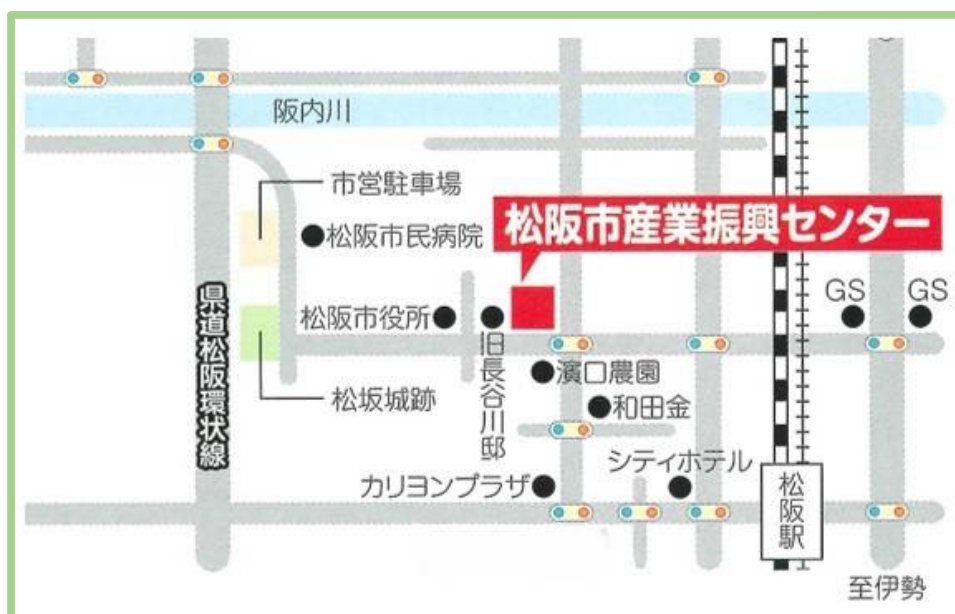 阪内川
市営駐車場
松阪市民病院
松阪市産業振興センター
県道松阪環状線
松阪市役所
旧長谷川邸
GS
GS
濱口農園
松坂城跡
和田金
カリヨンプラザ
シティホテル
松阪駅
至伊勢